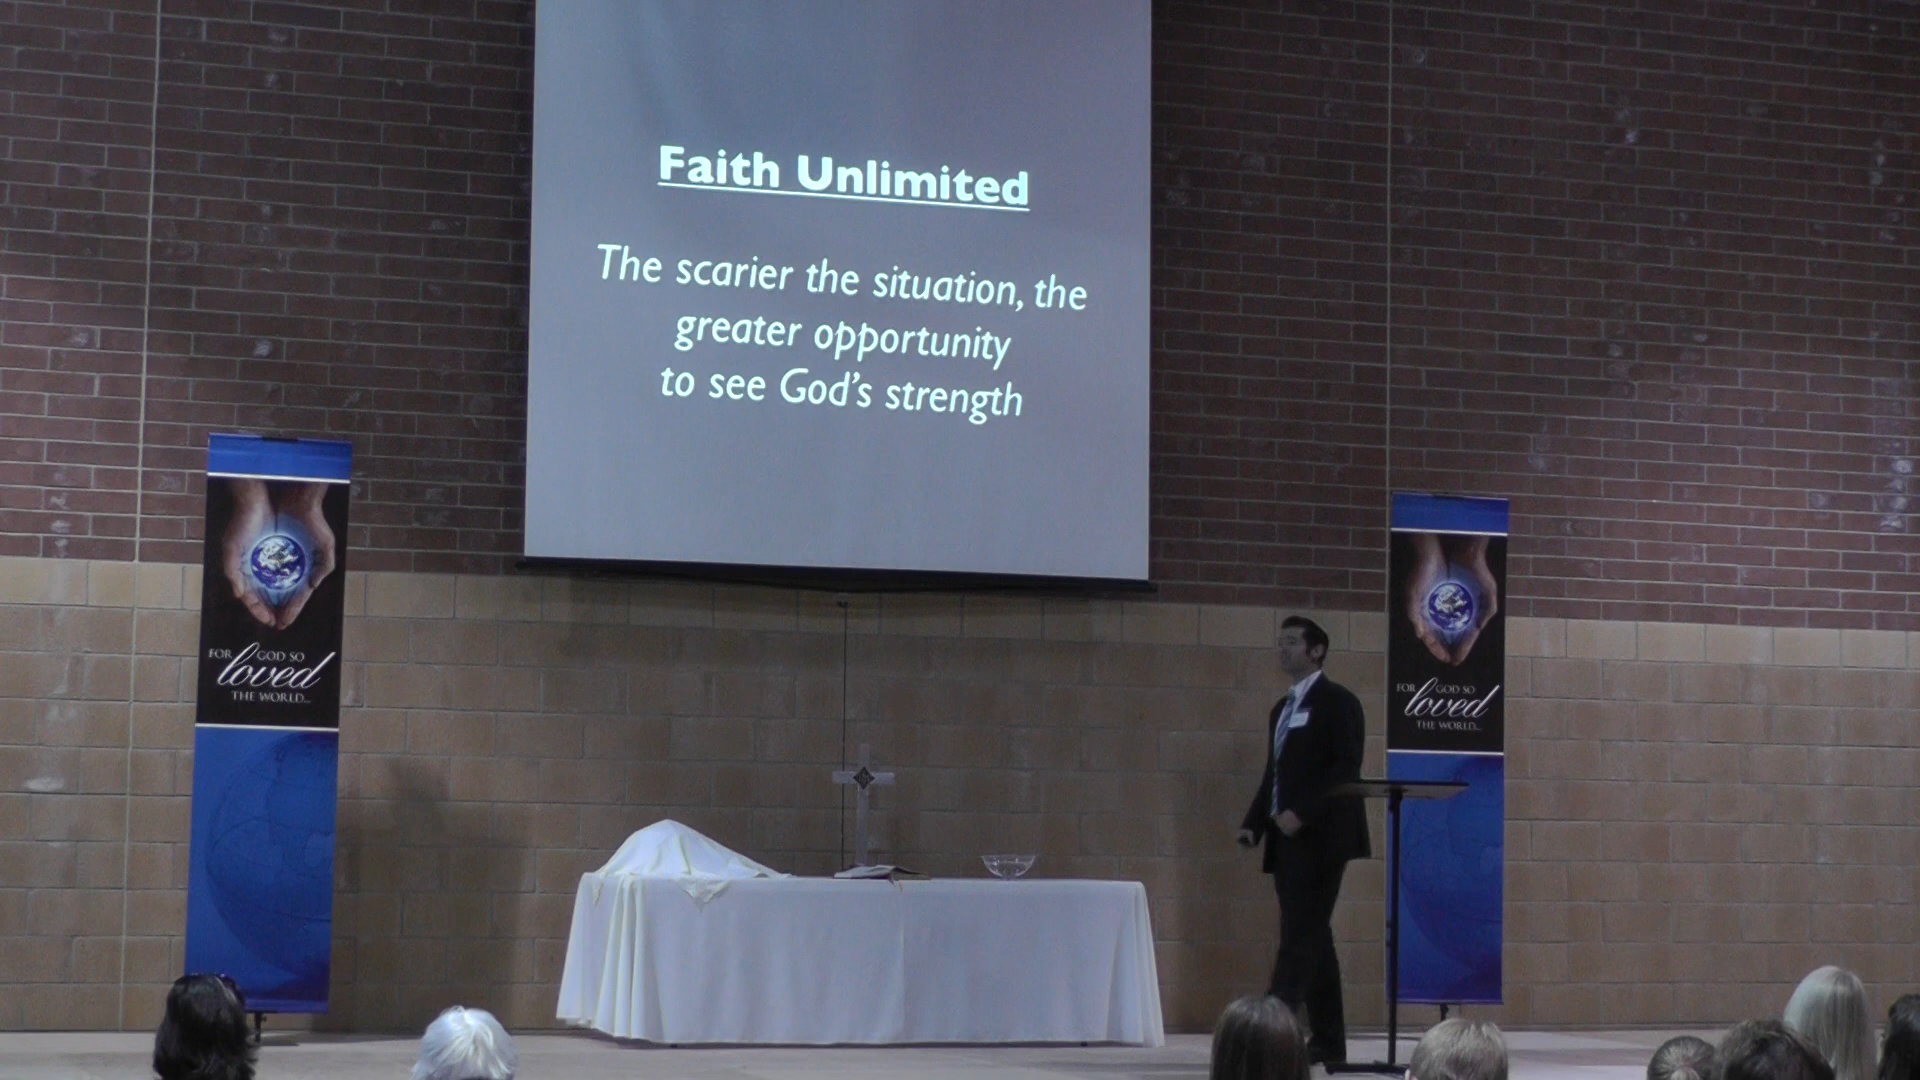 Faith Unlimited
The scarier the situation, the
greater opportunity
to see God's strength
FOR GOD SO
loved
THE WORLD...
FOR GOD SO
loved
THE WORLD...